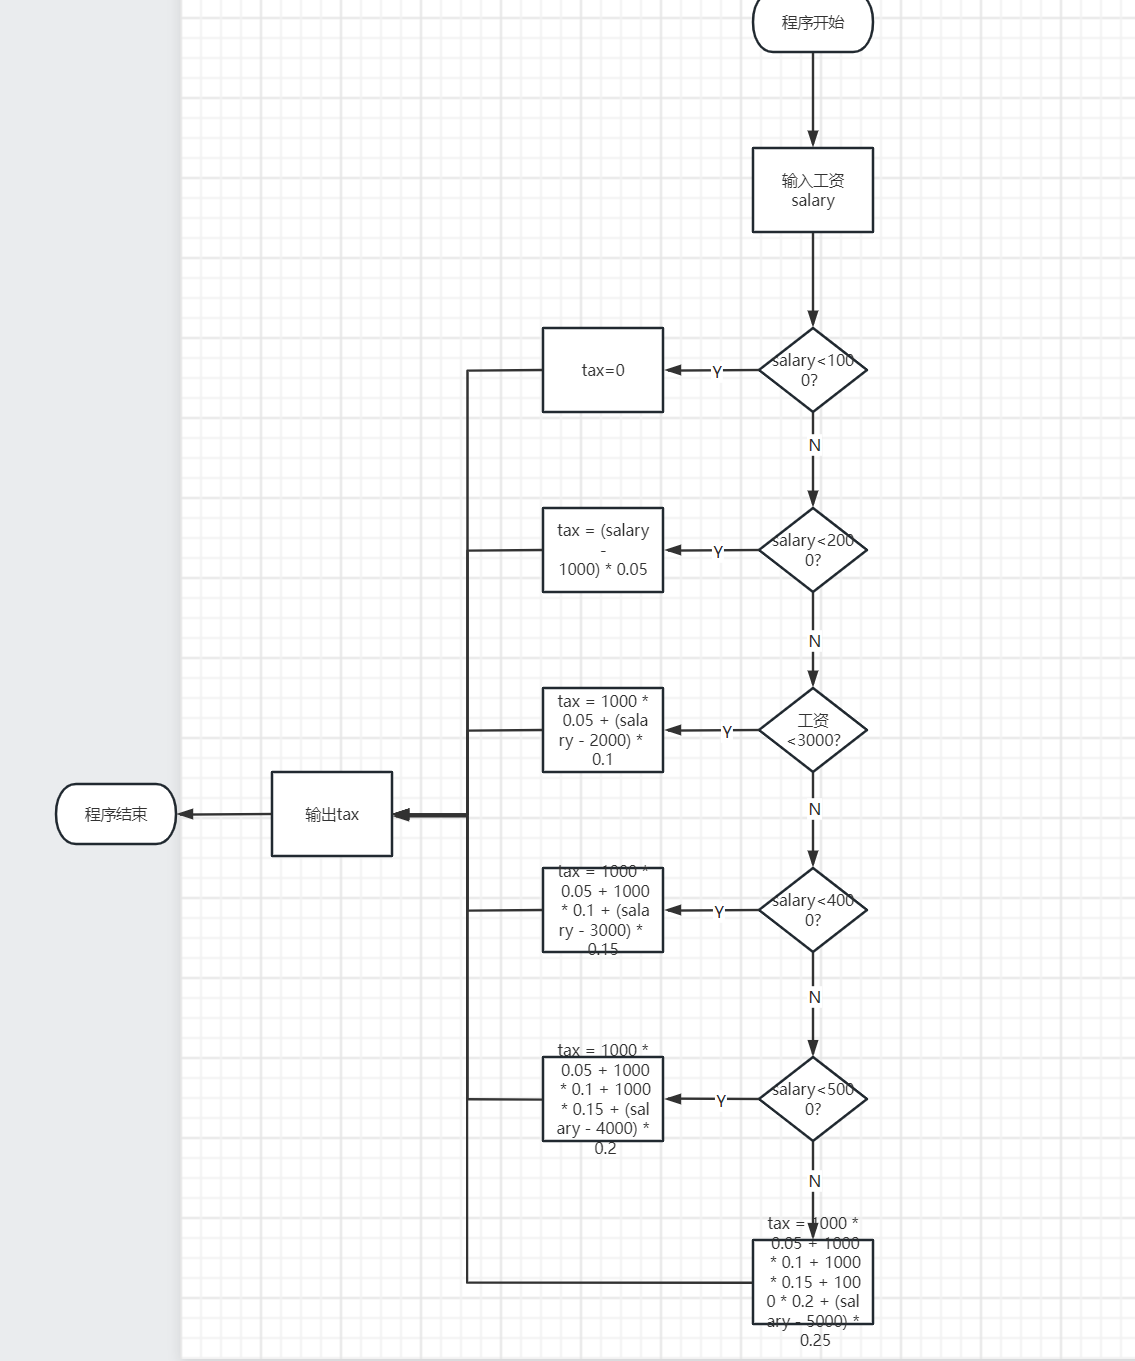 程序开始
输入工资
salary
salary<100
0?
Y
tax=0
N
salary<200
0?
Y
tax = (salary
-
1000) * 0.05
N
工资
<3000?
Y
tax = 1000 *
0.05 + (sala
ry - 2000) *
0.1
N
输出tax
程序结束
salary<400
0?
Y
tax = 1000 *
0.05 + 1000
* 0.1 + (sala
ry - 3000) *
0.15
N
salary<500
0?
Y
tax = 1000 *
0.05 + 1000
* 0.1 + 1000
* 0.15 + (sal
ary - 4000) *
0.2
N
tax = 1000 *
0.05 + 1000
* 0.1 + 1000
* 0.15 + 100
0 * 0.2 + (sal
ary - 5000) *
0.25